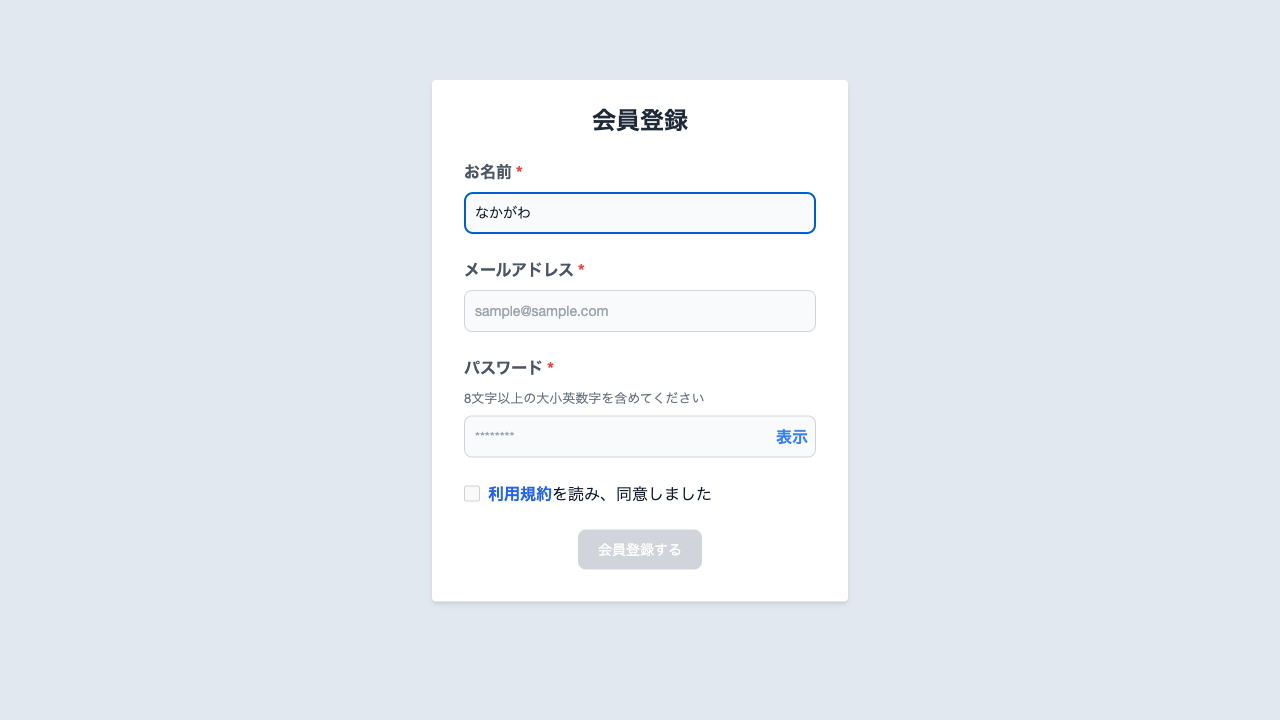 会員登録
お名前 *
なかがわ
メールアドレス *
sample@sample.com
パスワード *
8文字以上の大小英数字を含めてください
********
表示
利用規約を読み、同意しました
会員登録する